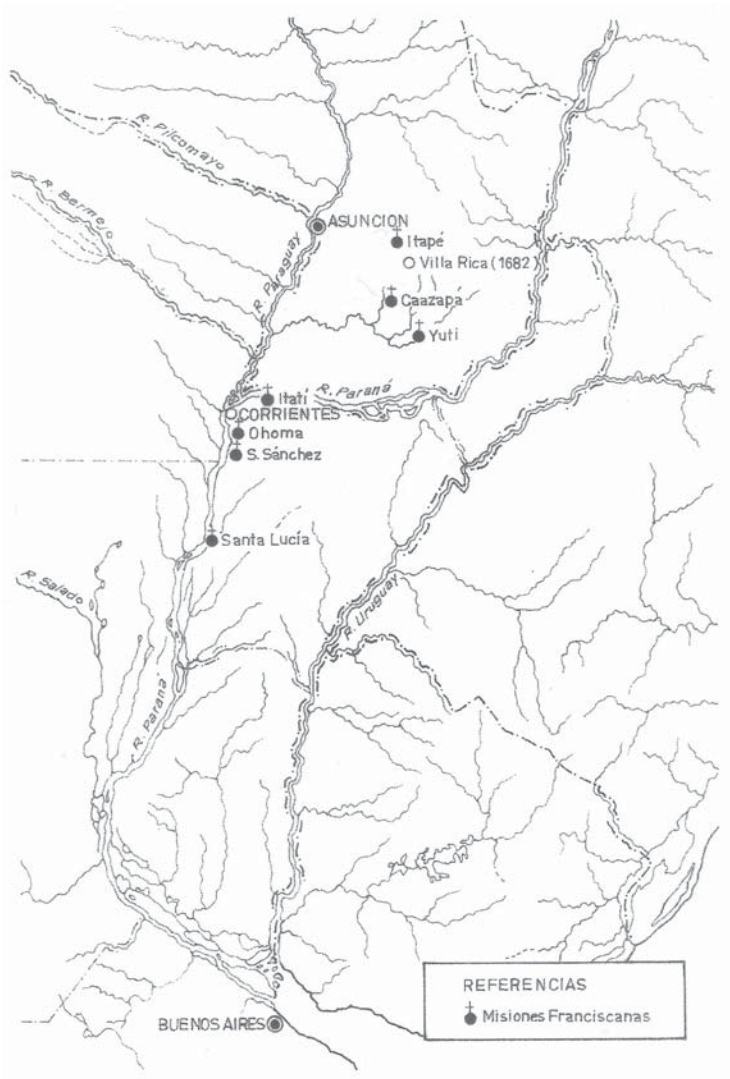 R. Pilcomayo
R. Bermejo
ASUNCION
Itapé
Villa Rica (1682)
R. Paraguay
Caazapá
Yuti
Itatí
R. Paraná
CORRIENTES
Ohoma
S. Sánchez
Santa Lucía
R. Salado
R. Uruguay
R. Paraná
BUENOS AIRES
REFERENCIAS
Misiones Franciscanas